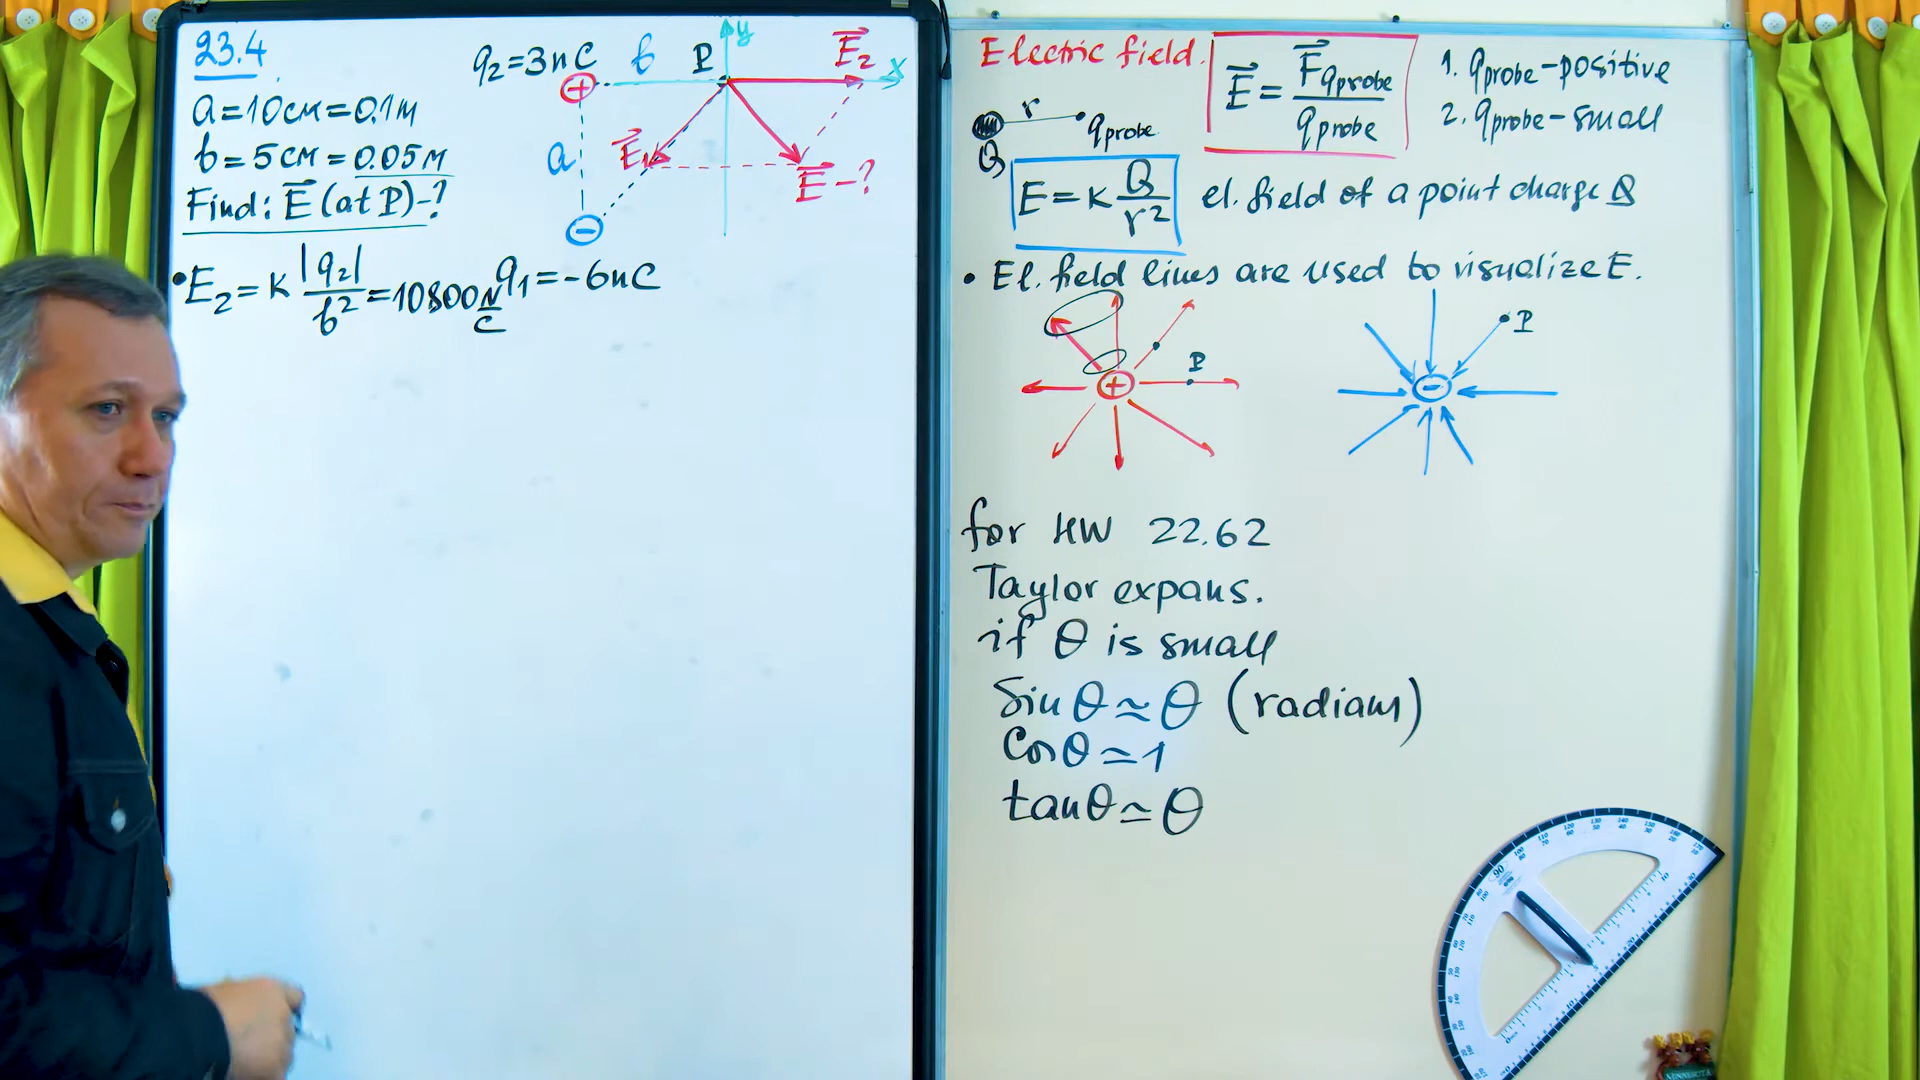 23.4
a=10cm=0.1m
b=5cm=0.05m
Find: E (at P)-?
q2=3nC b P y E2 x
a E1 E-?
+
-
q1=-6nC
• E2=k |q2|/b² =10800 N/C
Electric field.
E = Fqprobe/qprobe
1. qprobe-positive
2. qprobe-small
r qprobe
Q
E=k Q/r² el. field of a point charge Q
• El. field lines are used to visualize E.
+ P
- P
for HW 22.62
Taylor expans.
if θ is small
Sin θ ≃ θ (radians)
Cos θ ≃ 1
tan θ ≃ θ